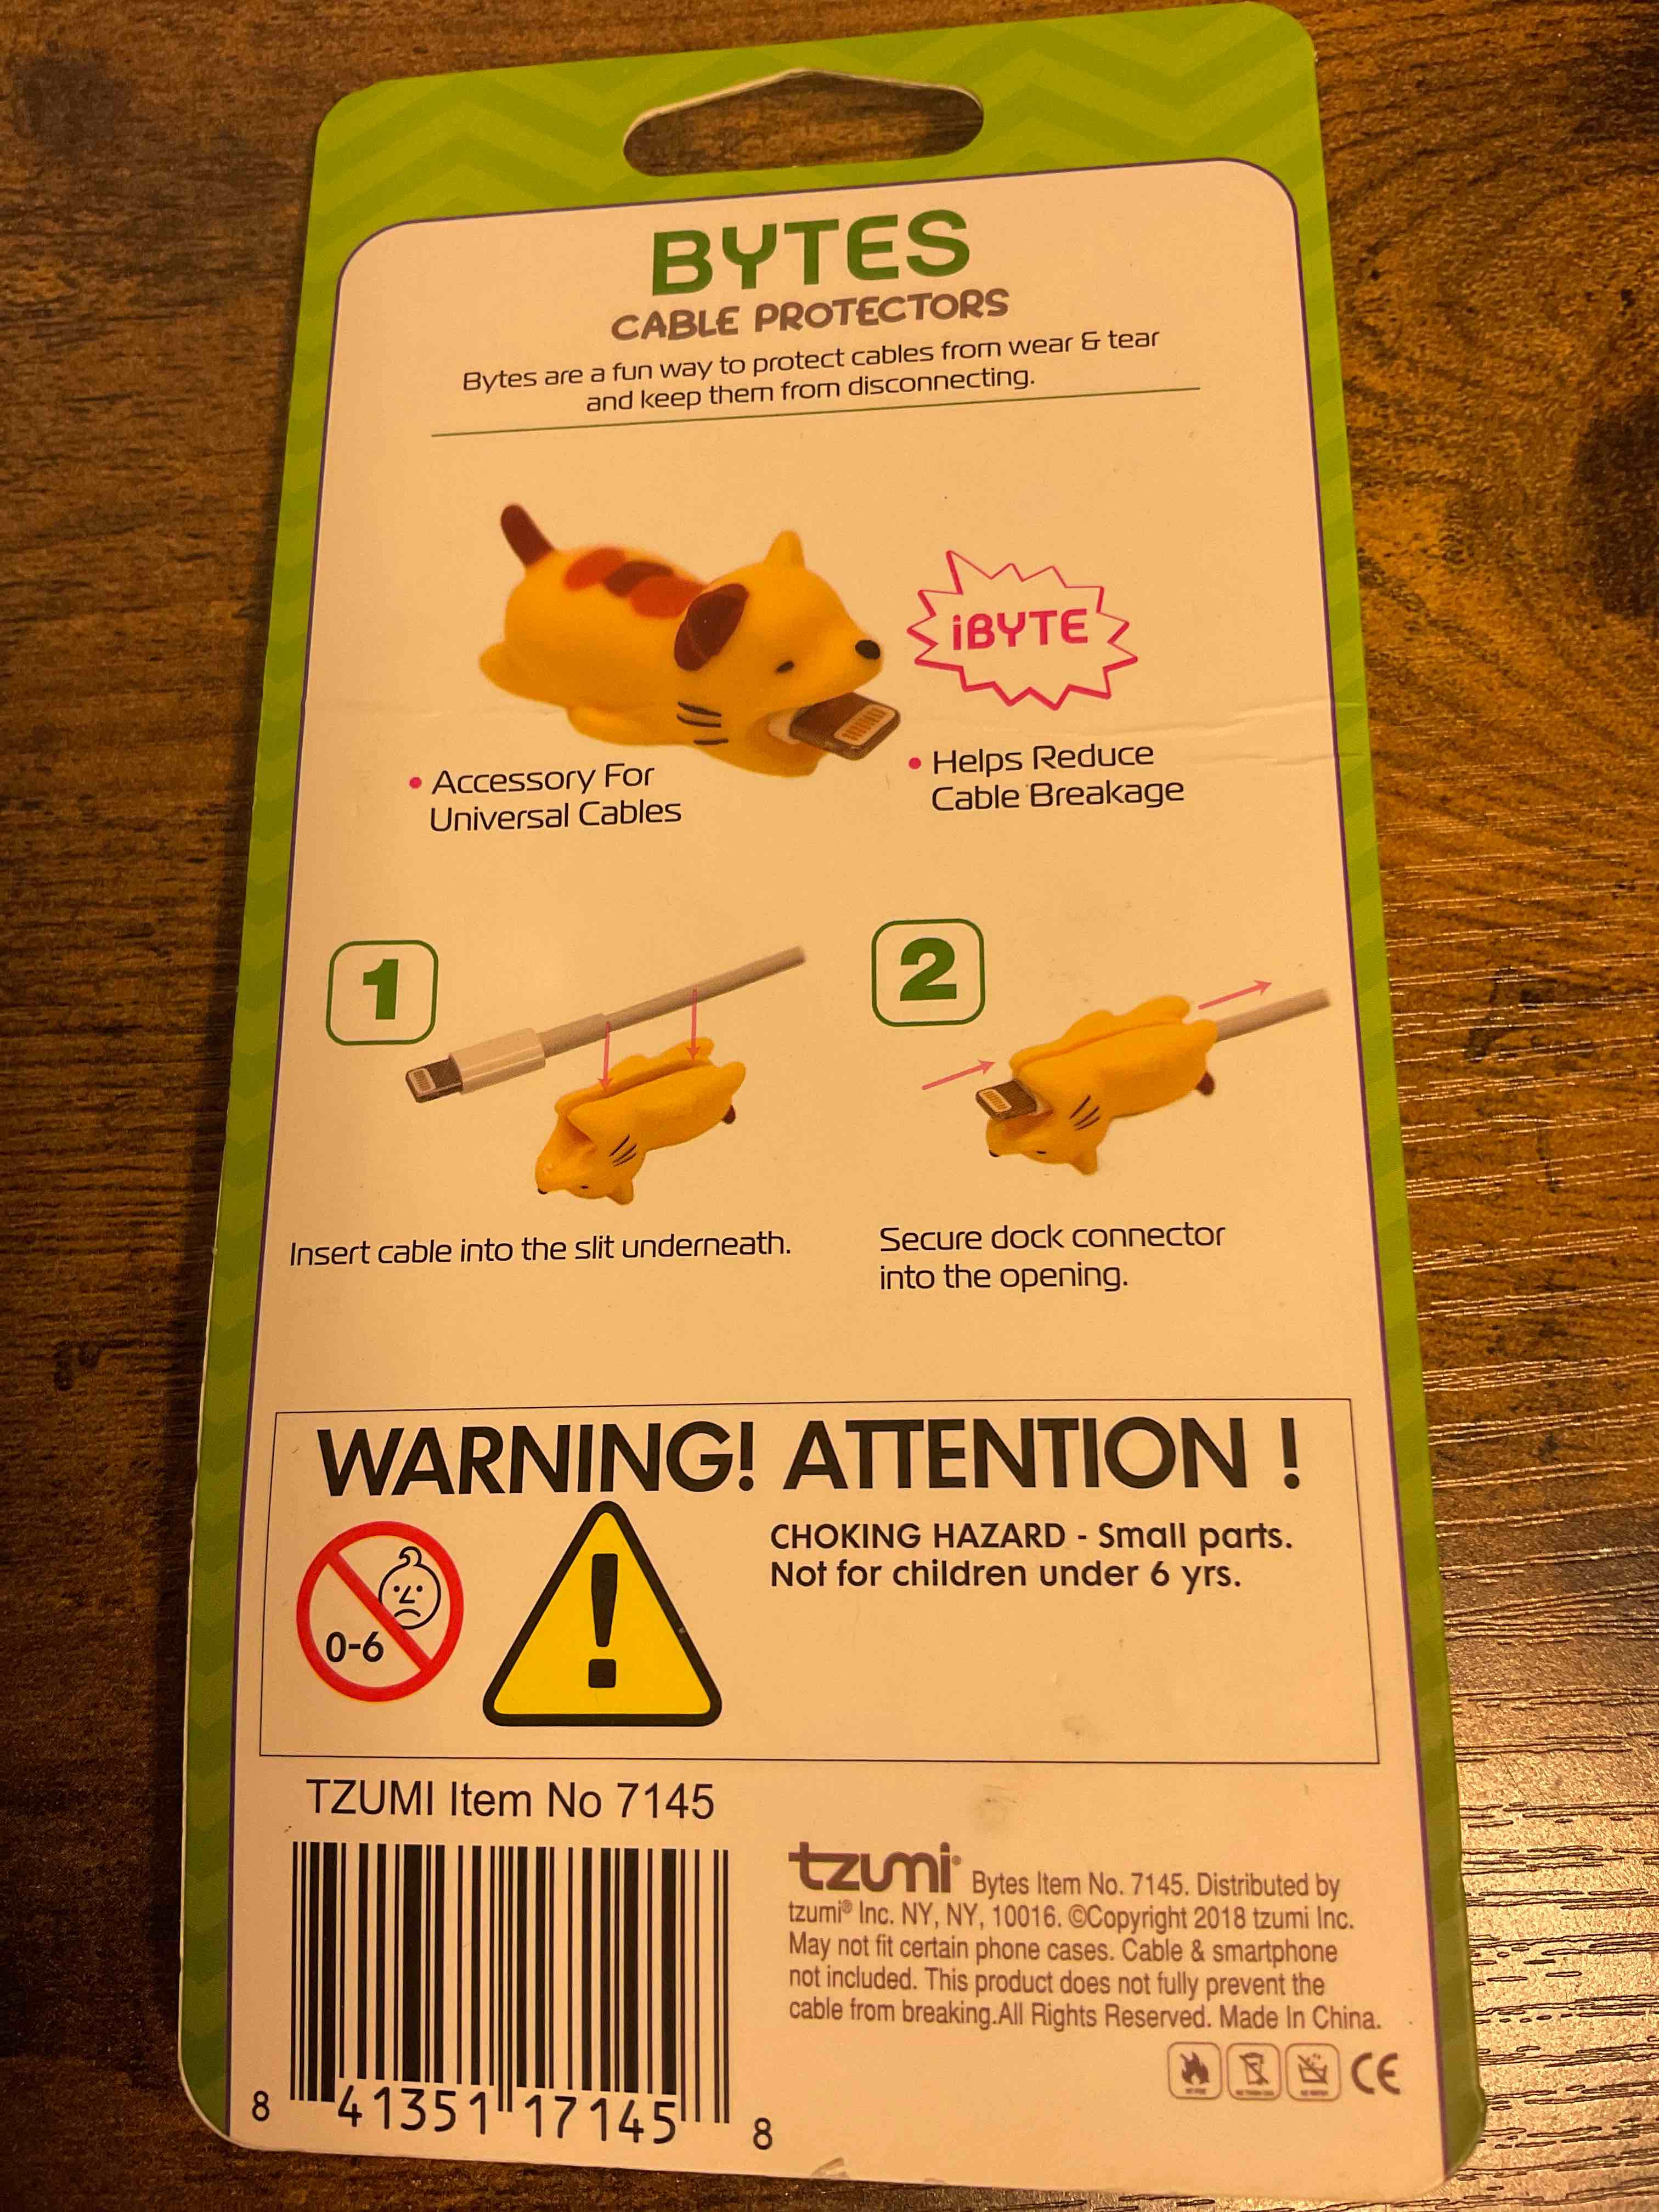 BYTES
CABLE PROTECTORS
Bytes are a fun way to protect cables from wear & tear
and keep them from disconnecting.
iBYTE
• Accessory For
Universal Cables
• Helps Reduce
Cable Breakage
1
2
Insert cable into the slit underneath.
Secure dock connector
into the opening.
WARNING! ATTENTION !
0-6
CHOKING HAZARD - Small parts.
Not for children under 6 yrs.
TZUMI Item No 7145
8 41351 17145 8
tzumi® Bytes Item No. 7145. Distributed by
tzumi® Inc. NY, NY, 10016. ©Copyright 2018 tzumi Inc.
May not fit certain phone cases. Cable & smartphone
not included. This product does not fully prevent the
cable from breaking.All Rights Reserved. Made In China.
CE